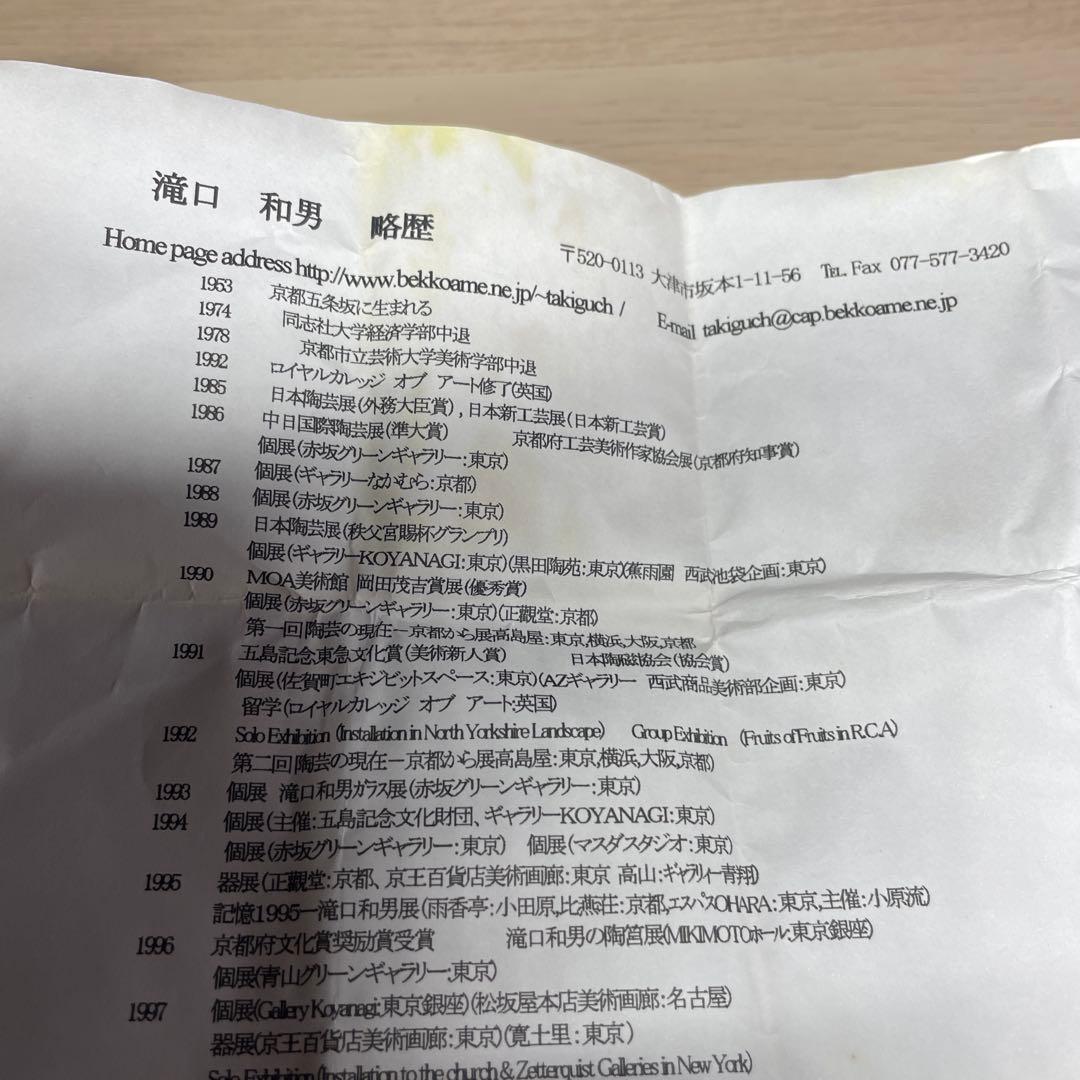 滝口　和男　略歴
〒520-0113 大津市坂本1-11-56　TEL. Fax 077-577-3420
Home page address http://www.bekkoame.ne.jp/~takiguch /　E-mail takiguch@cap.bekkoame.ne.jp
1953　京都五条坂に生まれる
1974　同志社大学経済学部中退
1978　京都市立芸術大学美術学部中退
1992　ロイヤルカレッジ オブ アート修了(英国)
1985　日本陶芸展(外務大臣賞) , 日本新工芸展(日本新工芸賞)
1986　中日国際陶芸展(準大賞)　京都府工芸美術作家協会展(京都府知事賞)
個展(赤坂グリーンギャラリー:東京)
1987　個展(ギャラリーなかむら:京都)
1988　個展(赤坂グリーンギャラリー:東京)
1989　日本陶芸展(秩父宮賜杯グランプリ)
個展(ギャラリーKOYANAGI:東京)(黒田陶苑:東京)(蕉雨園 西武池袋企画:東京)
1990　MOA美術館 岡田茂吉賞展(優秀賞)
個展(赤坂グリーンギャラリー:東京)(正觀堂:京都)
第一回 陶芸の現在ー京都から展高島屋:東京,横浜,大阪,京都
1991　五島記念東急文化賞(美術新人賞)　日本陶磁協会(協会賞)
個展(佐賀町エキジビットスペース:東京)(AZギャラリー 西武商品美術部企画:東京)
留学(ロイヤルカレッジ オブ アート:英国)
1992　Solo Exhibition (Installation in North Yorkshire Landscape)　Group Exhibition (Fruits of Fruits in R.C.A)
第二回 陶芸の現在ー京都から展高島屋:東京,横浜,大阪,京都)
1993　個展 滝口和男ガラス展(赤坂グリーンギャラリー:東京)
1994　個展(主催:五島記念文化財団、ギャラリーKOYANAGI:東京)
個展(赤坂グリーンギャラリー:東京)　個展(マスダスタジオ:東京)
1995　器展(正觀堂:京都、京王百貨店美術画廊:東京 高山:ギャラリィー青翔)
記憶1995ー滝口和男展(雨香亭:小田原,比燕荘:京都,エスパスOHARA:東京,主催:小原流)
1996　京都府文化賞奨励賞受賞　滝口和男の陶筥展(MIKIMOTOホール:東京銀座)
個展(青山グリーンギャラリー:東京)
1997　個展(Gallery Koyanagi:東京銀座)(松坂屋本店美術画廊:名古屋)
器展(京王百貨店美術画廊:東京)(寛土里:東京)
Solo Exhibition (Installation to the church & Zetterquist Galleries in New York)